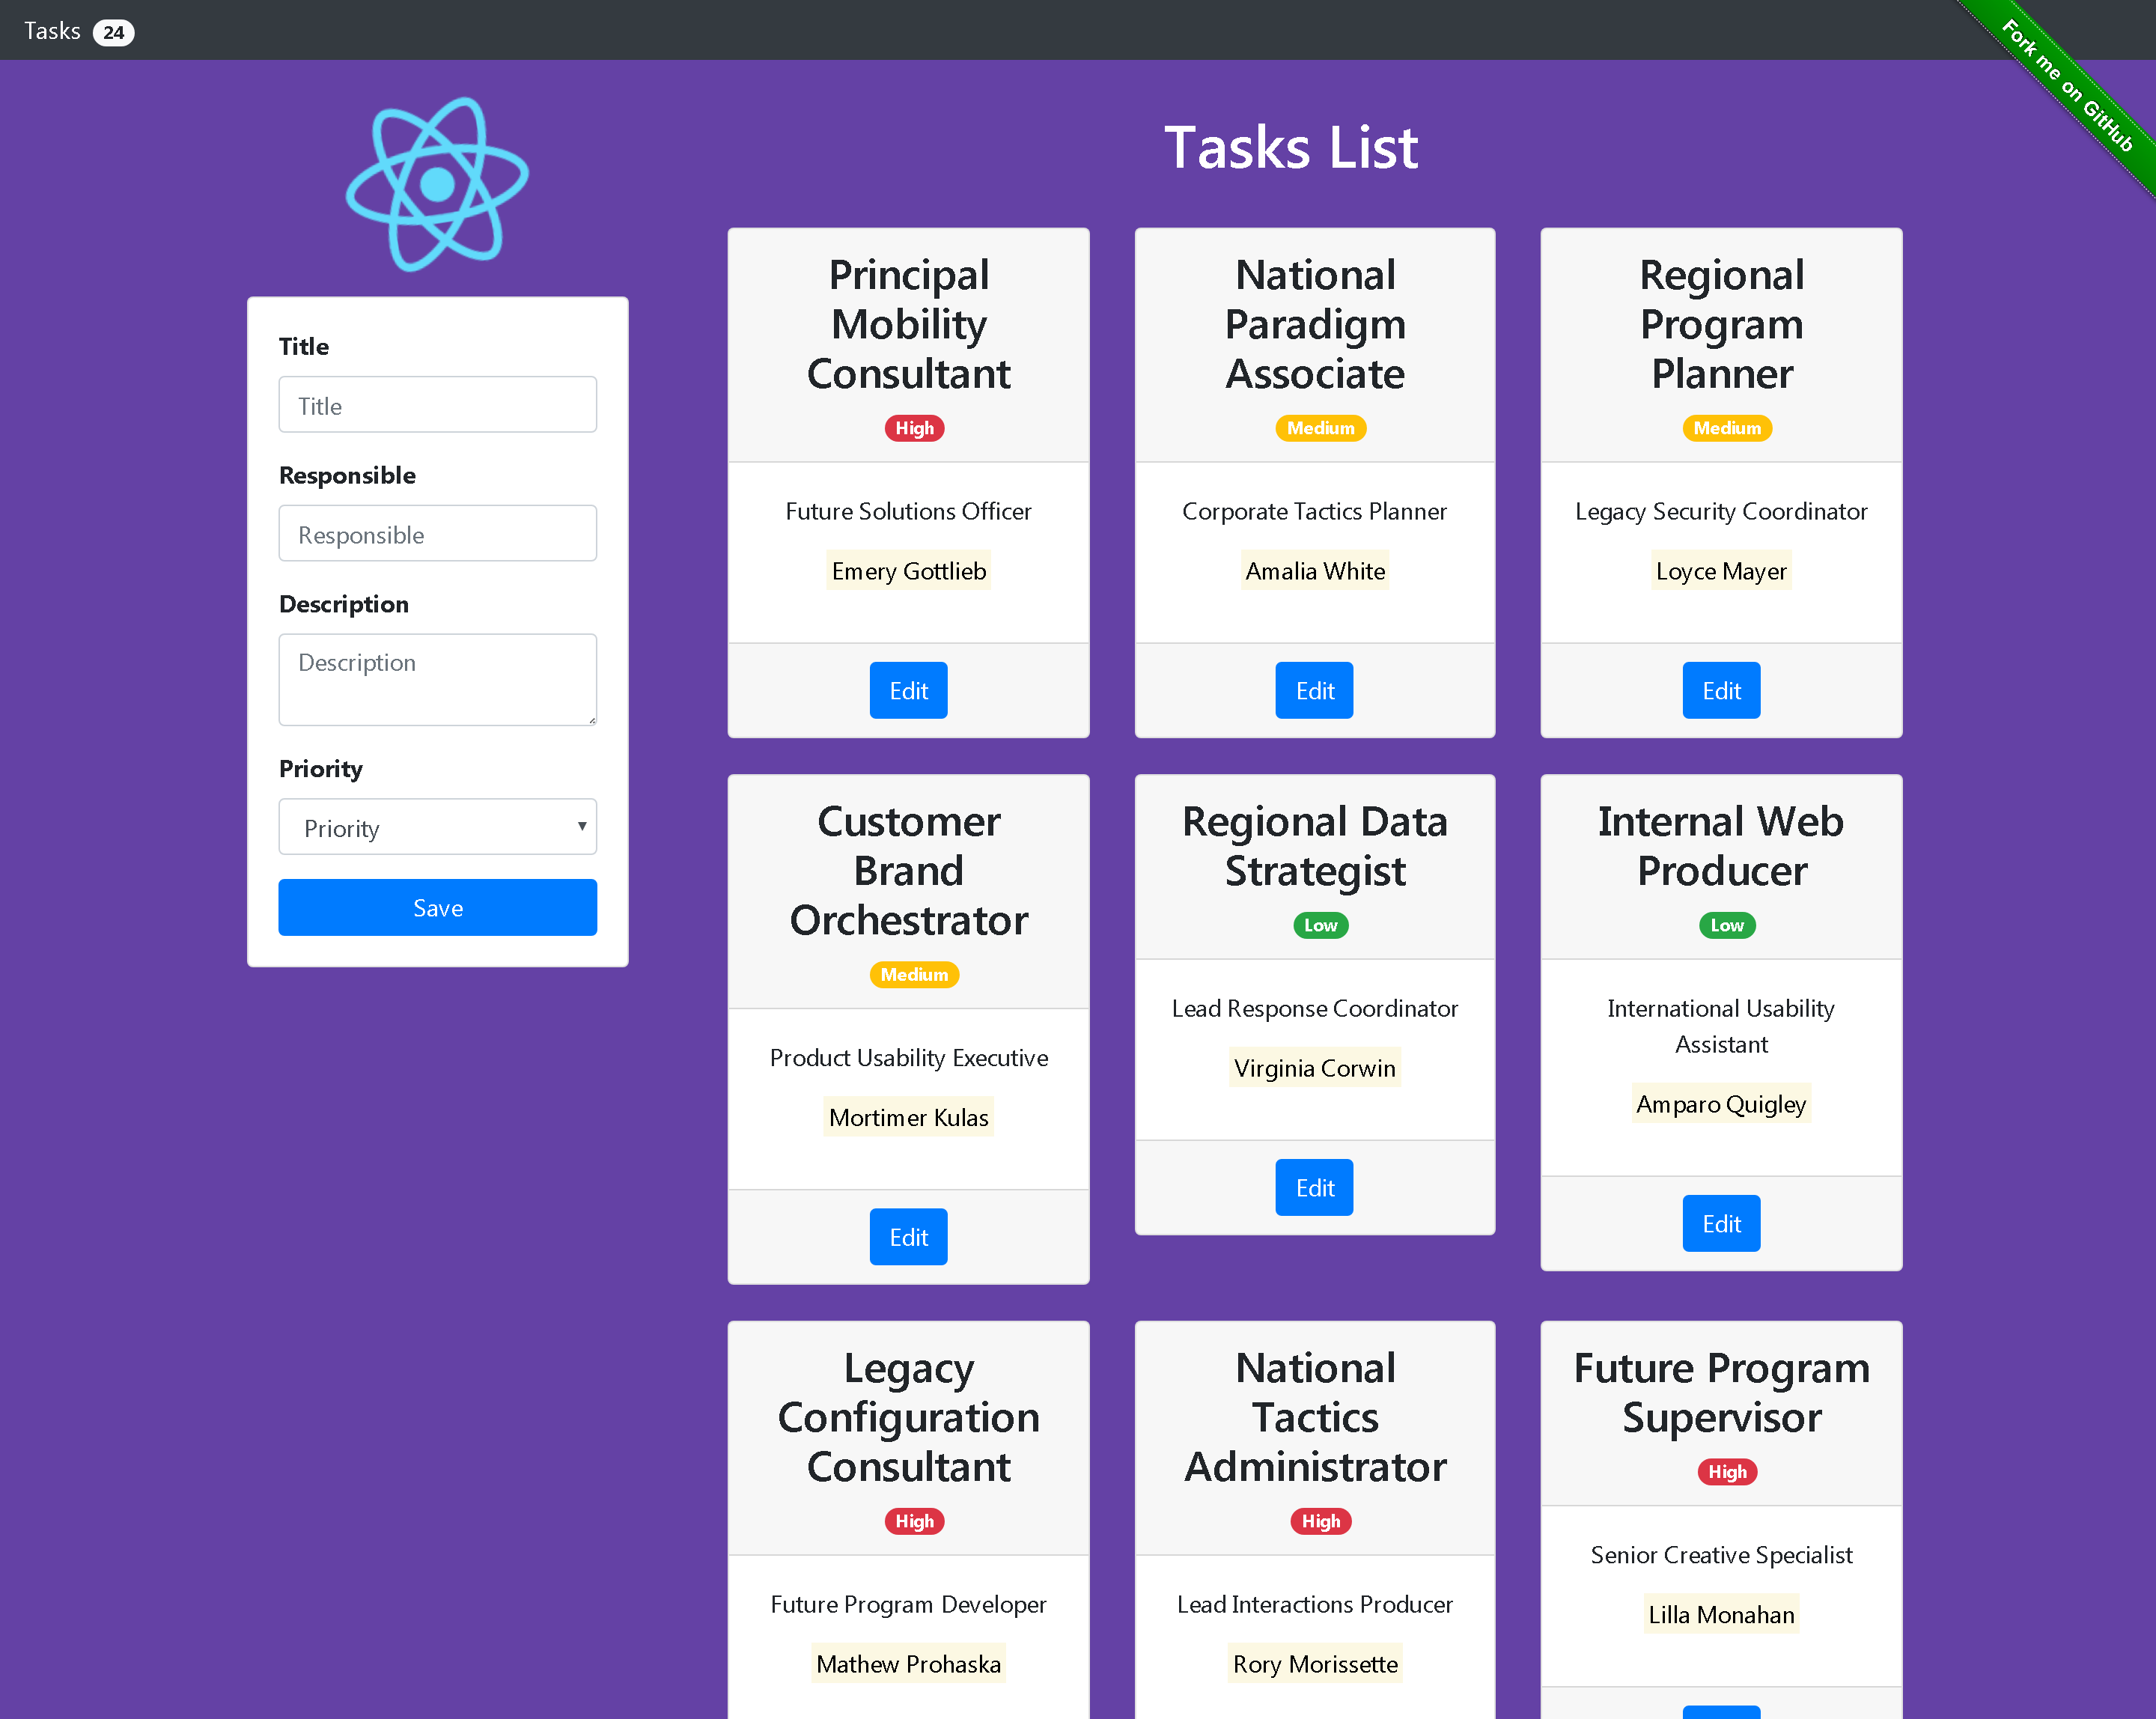 Tasks 24
Fork me on GitHub
Title
Title
Responsible
Responsible
Description
Description
Priority
Priority
Save
Tasks List
Principal
Mobility
Consultant
High
Future Solutions Officer
Emery Gottlieb
Edit
National
Paradigm
Associate
Medium
Corporate Tactics Planner
Amalia White
Edit
Regional
Program
Planner
Medium
Legacy Security Coordinator
Loyce Mayer
Edit
Customer
Brand
Orchestrator
Medium
Product Usability Executive
Mortimer Kulas
Edit
Regional Data
Strategist
Low
Lead Response Coordinator
Virginia Corwin
Edit
Internal Web
Producer
Low
International Usability
Assistant
Amparo Quigley
Edit
Legacy
Configuration
Consultant
High
Future Program Developer
Mathew Prohaska
National
Tactics
Administrator
High
Lead Interactions Producer
Rory Morissette
Future Program
Supervisor
High
Senior Creative Specialist
Lilla Monahan